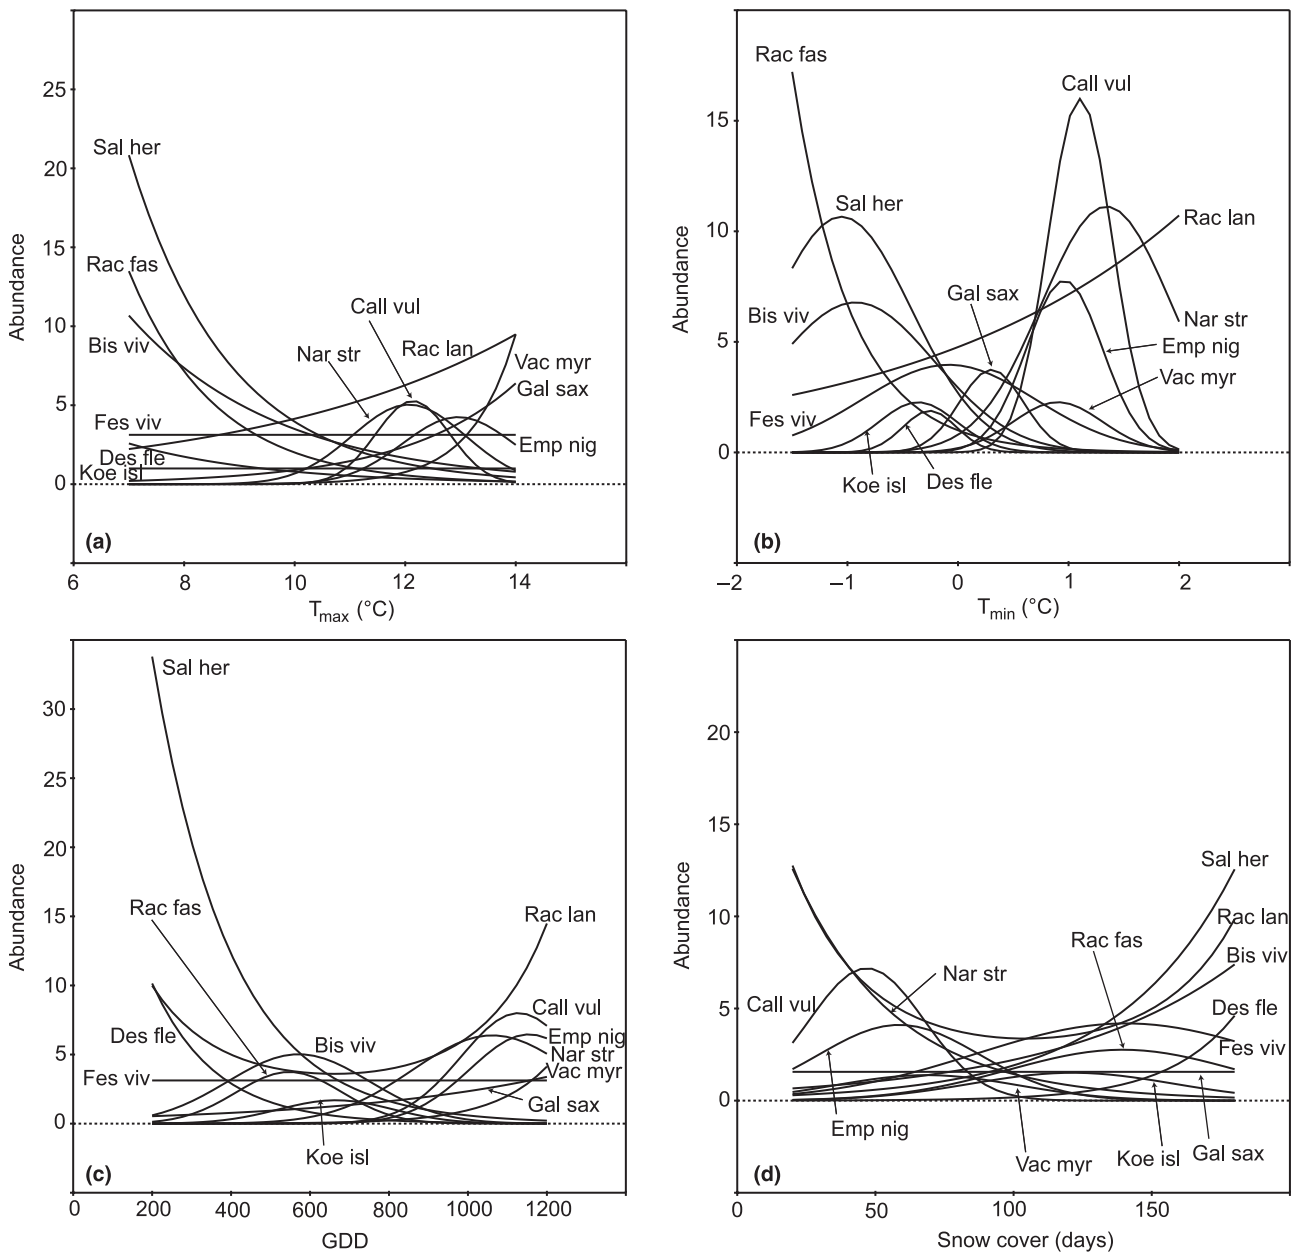 25
20
15
10
5
0
Abundance
Sal her
Rac fas
Bis viv
Fes viv
Des fle
Koe isl
Nar str
Call vul
Rac lan
Vac myr
Gal sax
Emp nig
(a)
6 8 10 12 14
Tmax (°C)
15
10
5
0
Abundance
Rac fas
Call vul
Sal her
Rac lan
Gal sax
Bis viv
Nar str
Emp nig
Vac myr
Fes viv
Koe isl
Des fle
(b)
–2 –1 0 1 2
Tmin (°C)
30
25
20
15
10
5
0
Abundance
Sal her
Rac fas
Rac lan
Des fle
Bis viv
Call vul
Emp nig
Nar str
Vac myr
Fes viv
Gal sax
Koe isl
(c)
0 200 400 600 800 1000 1200
GDD
20
15
10
5
0
Abundance
Sal her
Rac lan
Rac fas
Bis viv
Nar str
Call vul
Des fle
Fes viv
Emp nig
Vac myr
Koe isl
Gal sax
(d)
0 50 100 150
Snow cover (days)